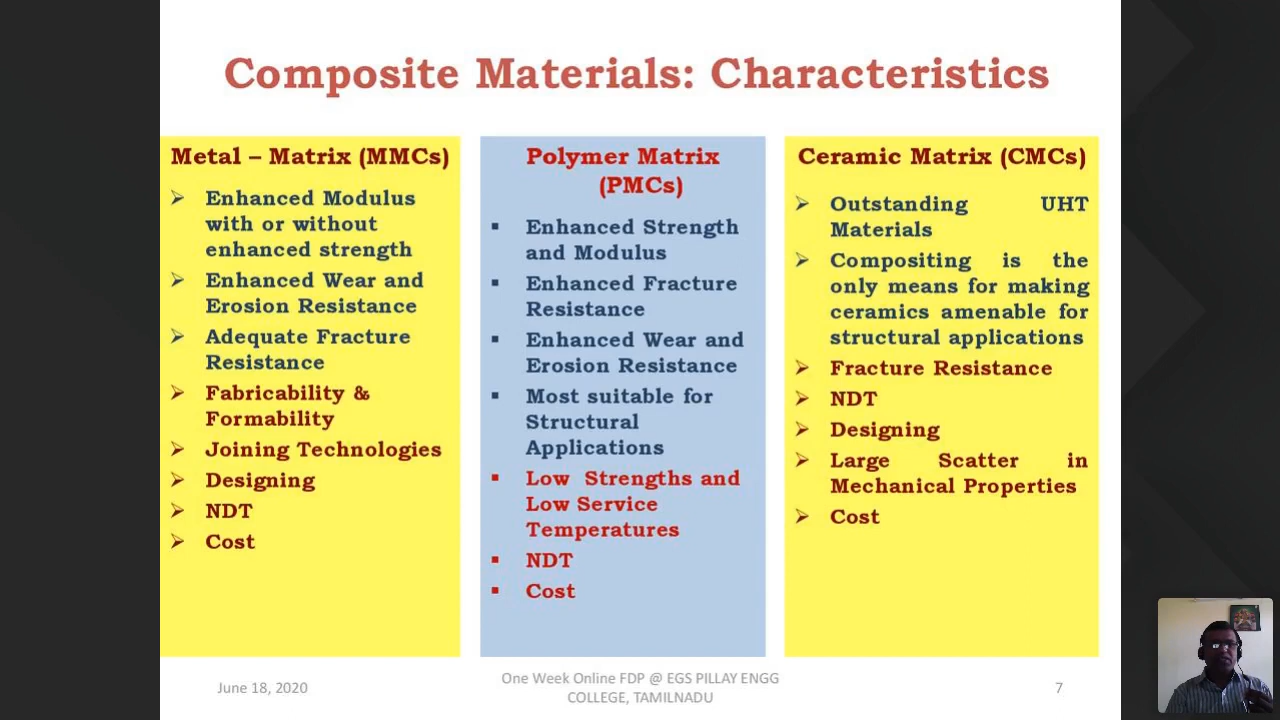 Composite Materials: Characteristics
Metal – Matrix (MMCs)
Enhanced Modulus
with or without
enhanced strength
Enhanced Wear and
Erosion Resistance
Adequate Fracture
Resistance
Fabricability &
Formability
Joining Technologies
Designing
NDT
Cost
Polymer Matrix
(PMCs)
Enhanced Strength
and Modulus
Enhanced Fracture
Resistance
Enhanced Wear and
Erosion Resistance
Most suitable for
Structural
Applications
Low Strengths and
Low Service
Temperatures
NDT
Cost
Ceramic Matrix (CMCs)
Outstanding UHT
Materials
Compositing is the
only means for making
ceramics amenable for
structural applications
Fracture Resistance
NDT
Designing
Large Scatter in
Mechanical Properties
Cost
June 18, 2020
One Week Online FDP @ EGS PILLAY ENGG
COLLEGE, TAMILNADU
7